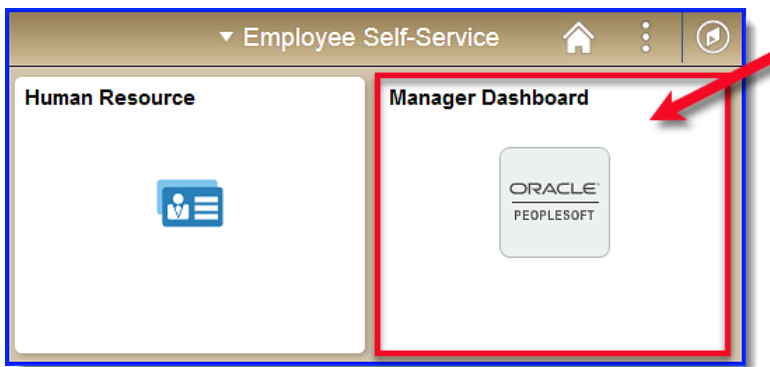 Employee Self-Service
Human Resource
Manager Dashboard
ORACLE
PEOPLESOFT